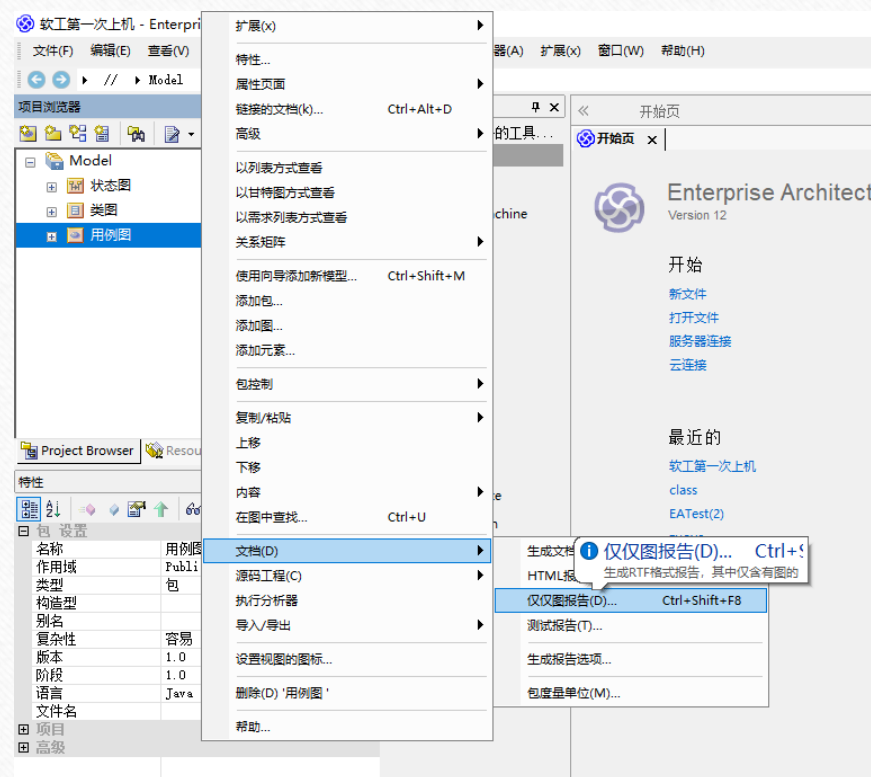 软工第一次上机 - Enterpri
文件(F) 编辑(E) 查看(V)
器(A) 扩展(x) 窗口(W) 帮助(H)
// Model
项目浏览器
Model
状态图
类图
用例图
Project Browser
Resou
特性
包 设置
名称 用例图
作用域 Publi
类型 包
构造型
别名
复杂性 容易
版本 1.0
阶段 1.0
语言 Java
文件名
项目
高级
扩展(x)
特性...
属性页面
链接的文档(k)... Ctrl+Alt+D
高级
以列表方式查看
以甘特图方式查看
以需求列表方式查看
关系矩阵
使用向导添加新模型... Ctrl+Shift+M
添加包...
添加图...
添加元素...
包控制
复制/粘贴
上移
下移
内容
在图中查找... Ctrl+U
文档(D)
源码工程(C)
执行分析器
导入/导出
设置视图的图标...
删除(D) '用例图 '
帮助...
的工具...
achine
生成文档
HTML报
仅仅图报告(D)... Ctrl+Shift+F8
测试报告(T)...
生成报告选项...
包度量单位(M)...
仅仅图报告(D)... Ctrl+S
生成RTF格式报告，其中仅含有图的
开始页
开始页
Enterprise Architect
Version 12
开始
新文件
打开文件
服务器连接
云连接
最近的
软工第一次上机
class
EATest(2)